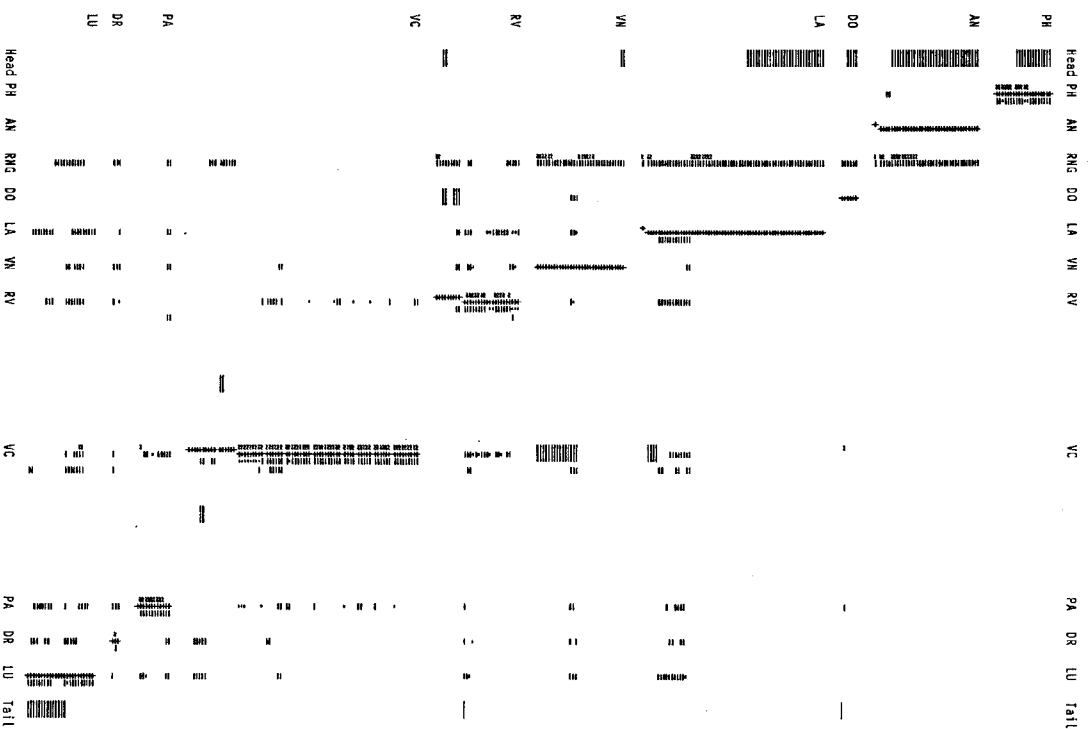 Head PH AN RNG DO LA VN RV VC PA DR LU Tail
PH
AN
DO
LA
VN
RV
VC
PA
DR
LU
Head PH AN RNG DO LA VN RV VC PA DR LU Tail